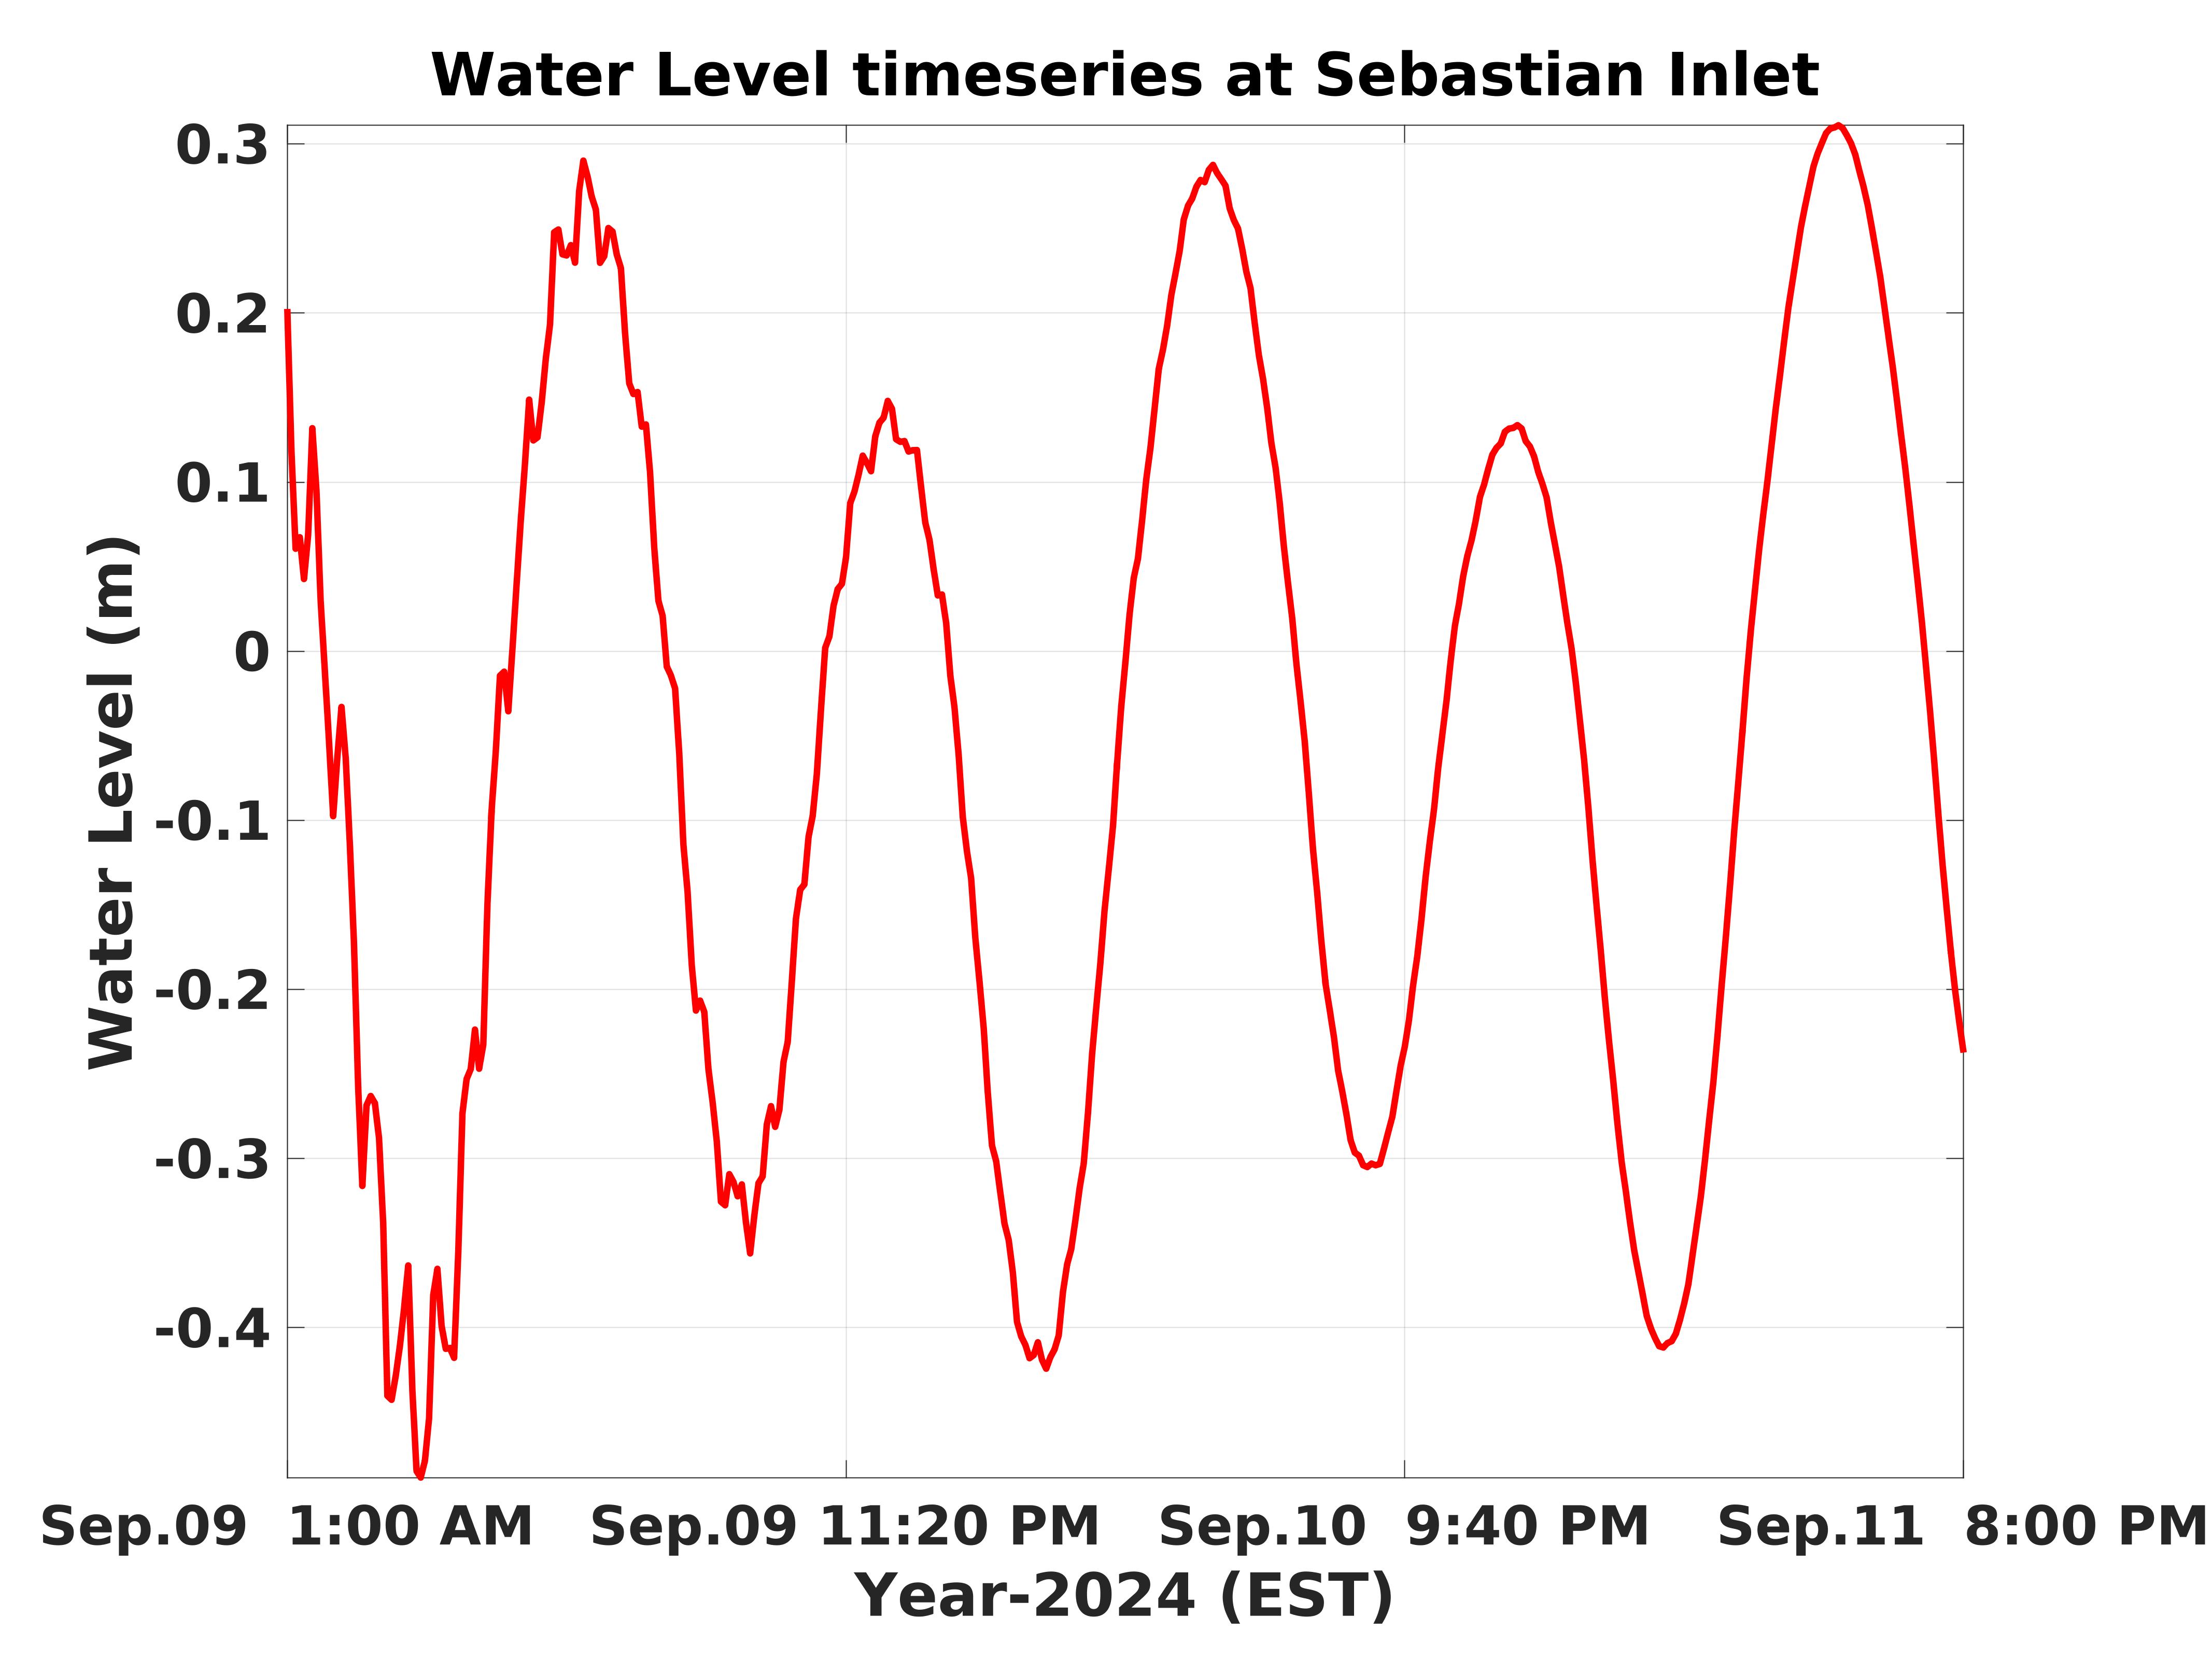 Water Level timeseries at Sebastian Inlet
0.3
0.2
0.1
0
-0.1
-0.2
-0.3
-0.4
Water Level (m)
Sep.09 1:00 AM Sep.09 11:20 PM Sep.10 9:40 PM Sep.11 8:00 PM
Year-2024 (EST)